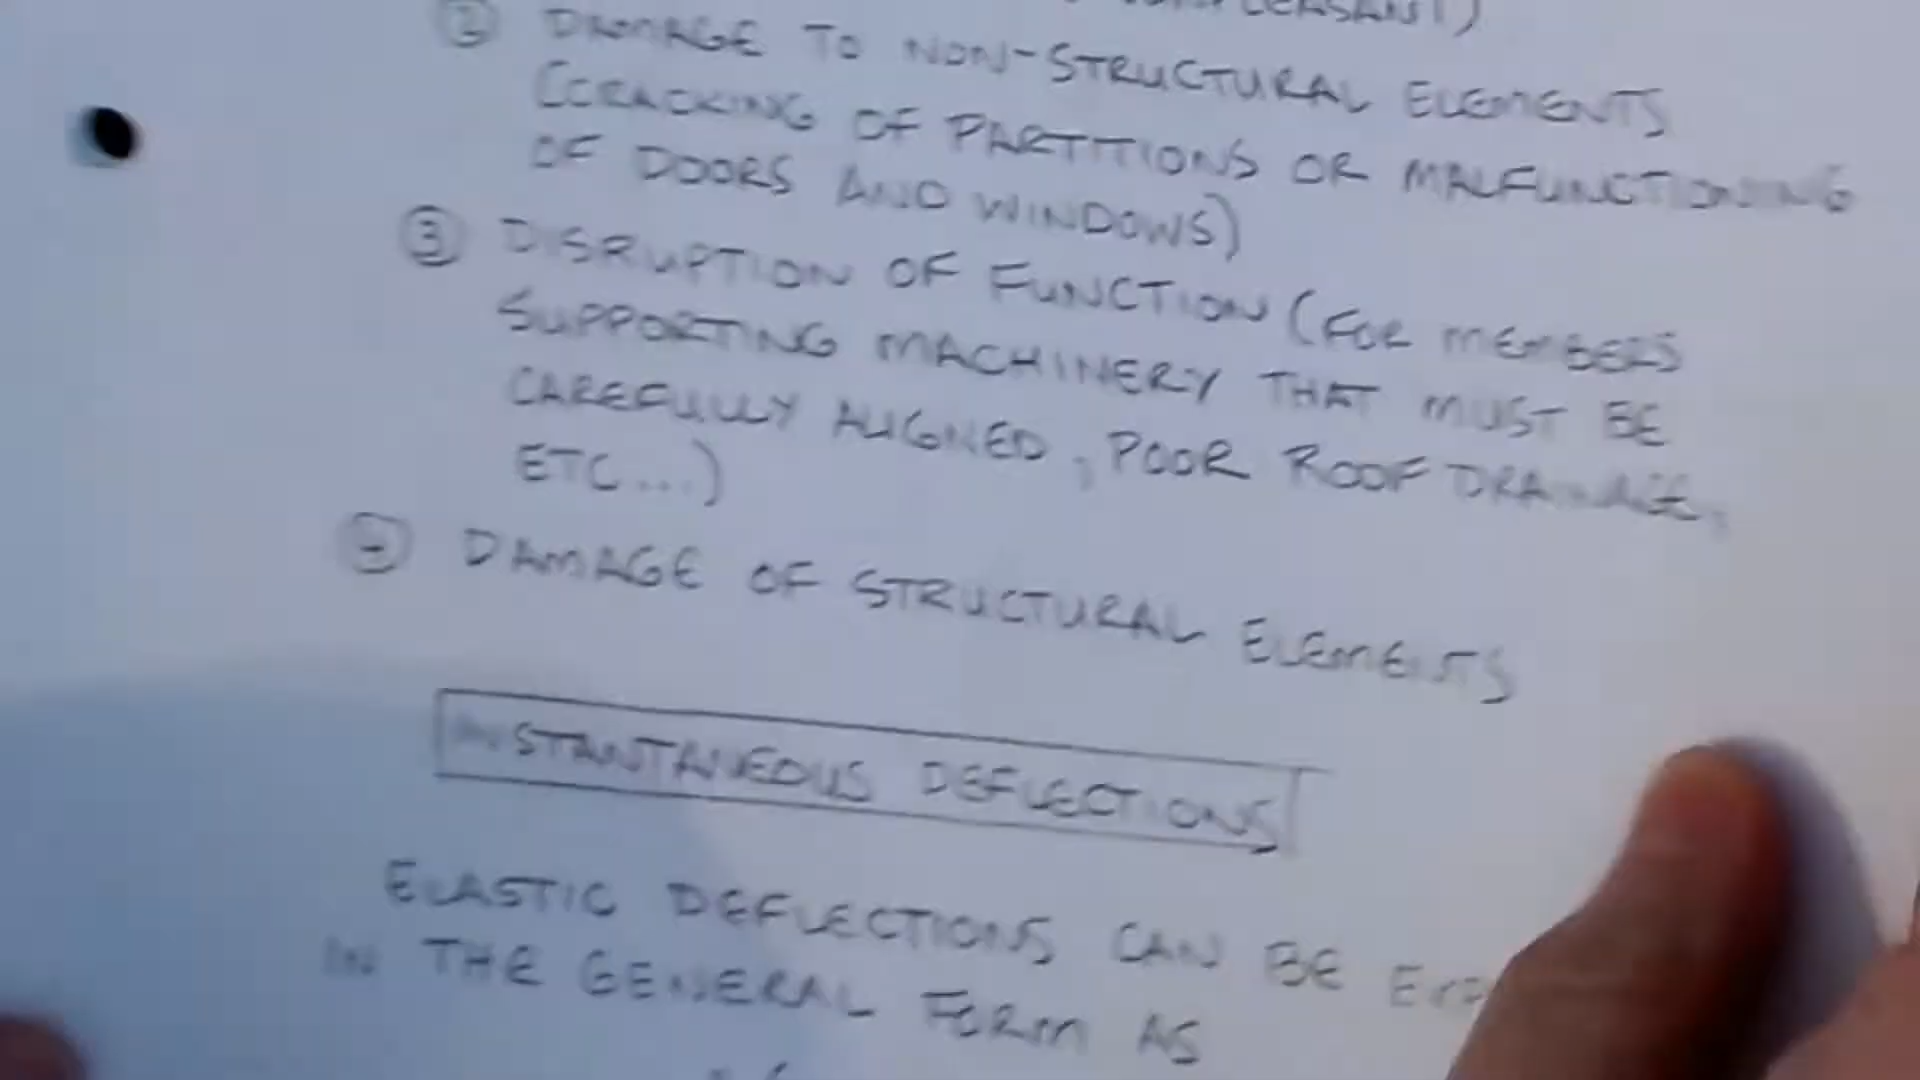 ② DAMAGE TO NON-STRUCTURAL ELEMENTS
(CRACKING OF PARTITIONS OR MALFUNCTIONING
OF DOORS AND WINDOWS)
③ DISRUPTION OF FUNCTION (FOR MEMBERS
SUPPORTING MACHINERY THAT MUST BE
CAREFULLY ALIGNED, POOR ROOF DRAINAGE,
ETC...)
④ DAMAGE OF STRUCTURAL ELEMENTS
INSTANTANEOUS DEFLECTIONS
ELASTIC DEFLECTIONS CAN BE
IN THE GENERAL FORM AS